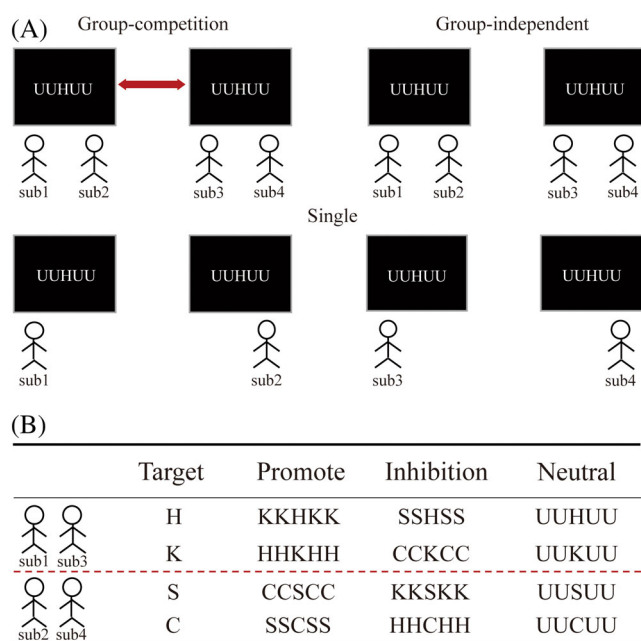 (A) Group-competition Group-independent
UUHUU UUHUU UUHUU UUHUU
sub1 sub2 sub3 sub4 sub1 sub2 sub3 sub4
Single
UUHUU UUHUU UUHUU UUHUU
sub1 sub2 sub3 sub4
(B)
Target Promote Inhibition Neutral
H KKHKK SSHSS UUHUU
sub1 sub3
K HHKHH CCKCC UUKUU
S CCSCC KKSKK UUSUU
sub2 sub4
C SSCSS HHCHH UUCUU